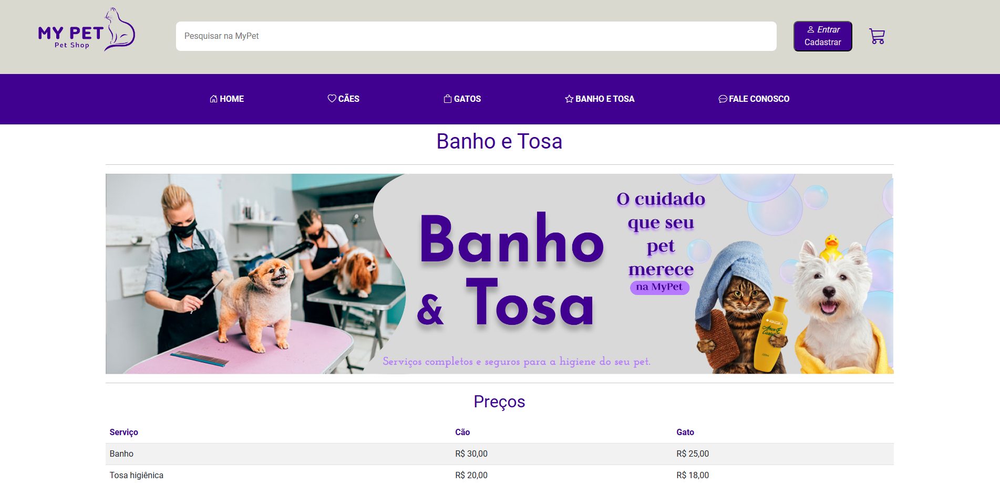 MY PET
Pet Shop
Pesquisar na MyPet
Entrar
Cadastrar
HOME
CÃES
GATOS
BANHO E TOSA
FALE CONOSCO
Banho e Tosa
Banho
& Tosa
O cuidado
que seu
pet
merece
na MyPet
Amor E
Serviços completos e seguros para a higiene do seu pet.
Preços
Serviço Cão Gato
Banho R$ 30,00 R$ 25,00
Tosa higiênica R$ 20,00 R$ 18,00